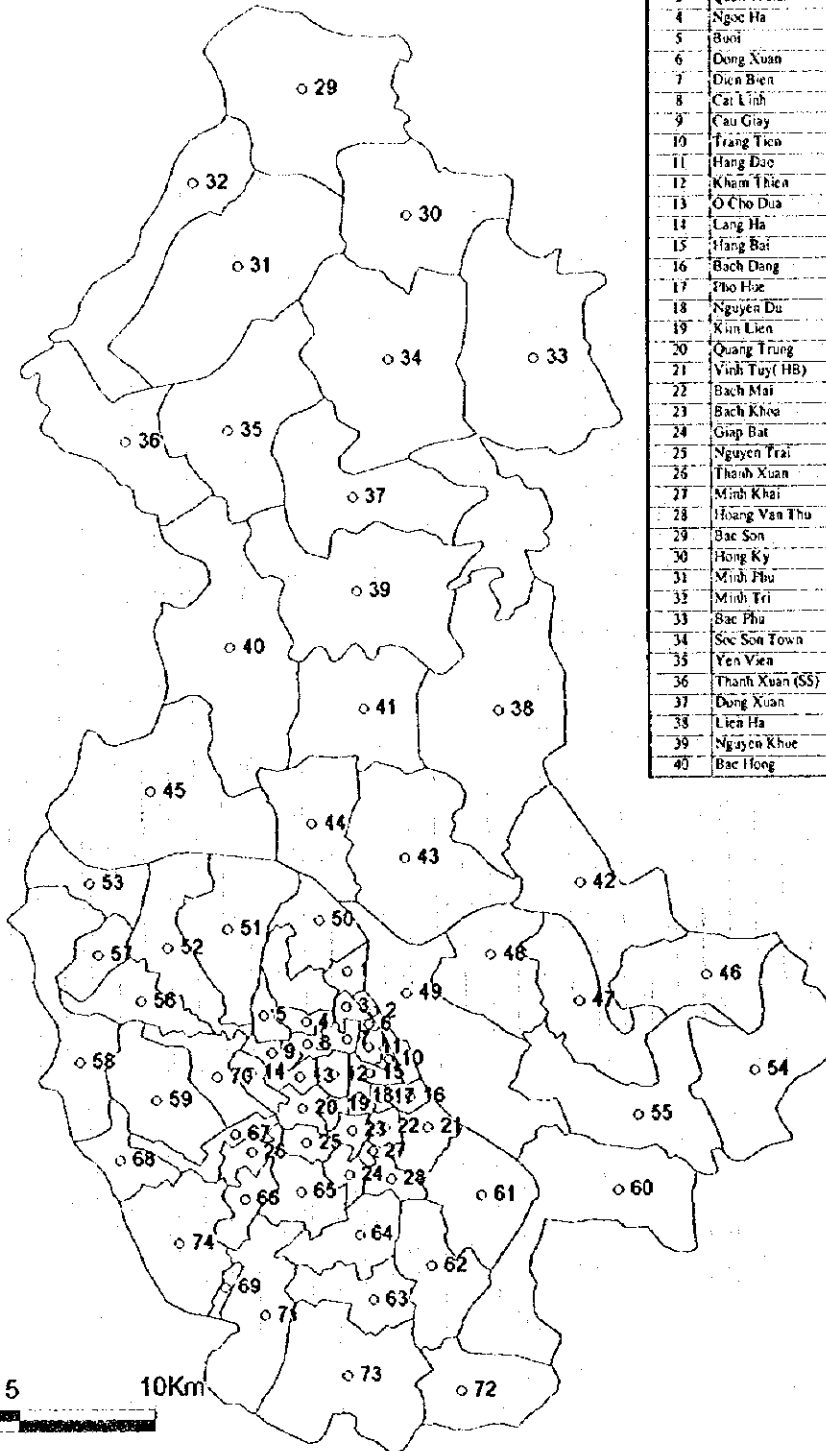 4 Ngoc Ha
5 Buoi
6 Dong Xuan
7 Dien Bien
8 Cat Linh
9 Cau Giay
10 Trang Tien
11 Hang Dao
12 Kham Thien
13 O Cho Dua
14 Lang Ha
15 Hang Bai
16 Bach Dang
17 Pho Hue
18 Nguyen Du
19 Kim Lien
20 Quang Trung
21 Vinh Tuy( HB)
22 Bach Mai
23 Bach Khoa
24 Giap Bat
25 Nguyen Trai
26 Thanh Xuan
27 Minh Khai
28 Hoang Van Thu
29 Bac Son
30 Hong Ky
31 Minh Phu
32 Minh Tri
33 Bac Phu
34 Soc Son Town
35 Yen Vien
36 Thanh Xuan (SS)
37 Dong Xuan
38 Lien Ha
39 Nguyen Khue
40 Bac Hong
29
32
30
31
34
33
35
36
37
39
40
41
38
45
44
43
53
42
50
51
52
57
48
46
49
47
56
3
2
5
4
6
58
8
7
11
9
10
54
70
14
13
12
15
59
18
17
16
55
20
19
67
23
22
21
25
26
27
68
24
28
60
66
65
61
74
64
62
69
63
71
73
72
5
10Km